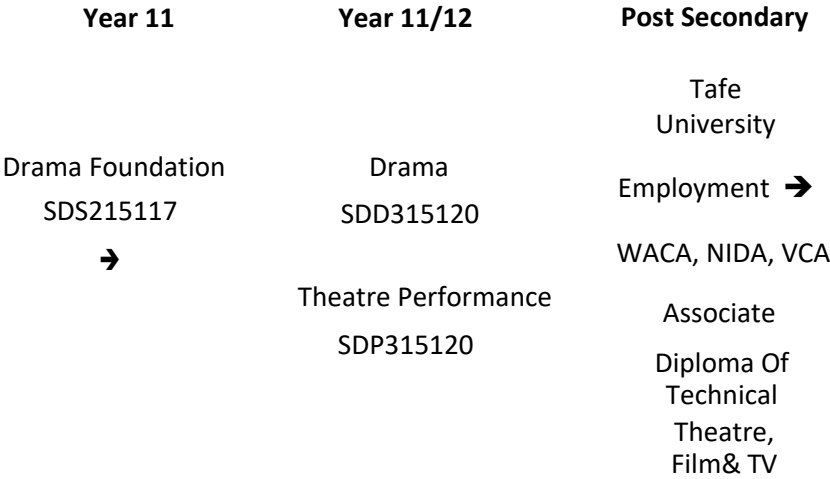 Year 11
Year 11/12
Post Secondary
Tafe
University
Drama Foundation
Drama
Employment ➔
SDS215117
SDD315120
➔
WACA, NIDA, VCA
Theatre Performance
Associate
SDP315120
Diploma Of
Technical
Theatre,
Film& TV